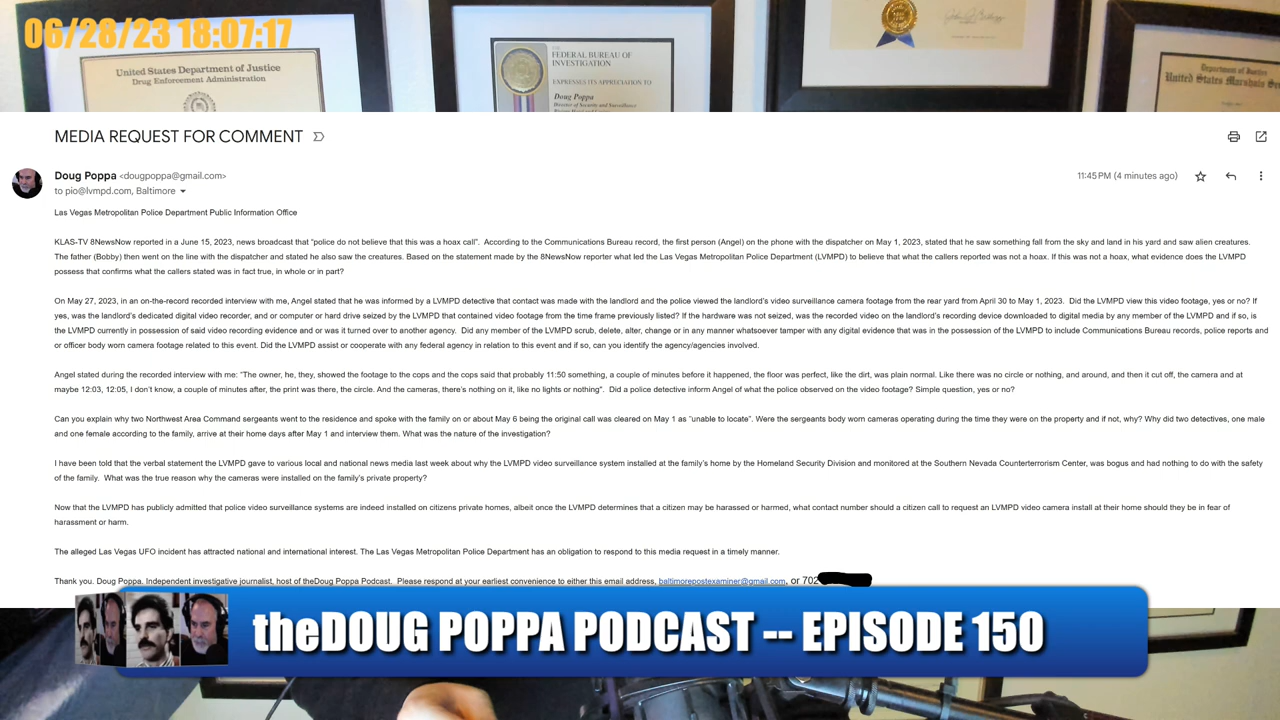 06/28/23 18:07:17
United States Department of Justice
Drug Enforcement Administration
FEDERAL BUREAU OF
INVESTIGATION
EXPRESSES ITS APPRECIATION TO
Doug Poppa
Director of Security and Surveillance
Department of Justice
United States Marshals
MEDIA REQUEST FOR COMMENT
Doug Poppa <dougpoppa@gmail.com>
11:45 PM (4 minutes ago)
to pio@lvmpd.com, Baltimore
Las Vegas Metropolitan Police Department Public Information Office
KLAS-TV 8NewsNow reported in a June 15, 2023, news broadcast that "police do not believe that this was a hoax call". According to the Communications Bureau record, the first person (Angel) on the phone with the dispatcher on May 1, 2023, stated that he saw something fall from the sky and land in his yard and saw alien creatures.
The father (Bobby) then went on the line with the dispatcher and stated he also saw the creatures. Based on the statement made by the 8NewsNow reporter what led the Las Vegas Metropolitan Police Department (LVMPD) to believe that what the callers reported was not a hoax. If this was not a hoax, what evidence does the LVMPD
possess that confirms what the callers stated was in fact true, in whole or in part?
On May 27, 2023, in an on-the-record recorded interview with me, Angel stated that he was informed by a LVMPD detective that contact was made with the landlord and the police viewed the landlord's video surveillance camera footage from the rear yard from April 30 to May 1, 2023. Did the LVMPD view this video footage, yes or no? If
yes, was the landlord's dedicated digital video recorder, and or computer or hard drive seized by the LVMPD that contained video footage from the time frame previously listed? If the hardware was not seized, was the recorded video on the landlord's recording device downloaded to digital media by any member of the LVMPD and if so, is
the LVMPD currently in possession of said video recording evidence and or was it turned over to another agency. Did any member of the LVMPD scrub, delete, alter, change or in any manner whatsoever tamper with any digital evidence that was in the possession of the LVMPD to include Communications Bureau records, police reports and
or officer body worn camera footage related to this event. Did the LVMPD assist or cooperate with any federal agency in relation to this event and if so, can you identify the agency/agencies involved.
Angel stated during the recorded interview with me: "The owner, he, they, showed the footage to the cops and the cops said that probably 11:50 something, a couple of minutes before it happened, the floor was perfect, like the dirt, was plain normal. Like there was no circle or nothing, and around, and then it cut off, the camera and at
maybe 12:03, 12:05, I don't know, a couple of minutes after, the print was there, the circle. And the cameras, there's nothing on it, like no lights or nothing". Did a police detective inform Angel of what the police observed on the video footage? Simple question, yes or no?
Can you explain why two Northwest Area Command sergeants went to the residence and spoke with the family on or about May 6 being the original call was cleared on May 1 as "unable to locate". Were the sergeants body worn cameras operating during the time they were on the property and if not, why? Why did two detectives, one male
and one female according to the family, arrive at their home days after May 1 and interview them. What was the nature of the investigation?
I have been told that the verbal statement the LVMPD gave to various local and national news media last week about why the LVMPD video surveillance system installed at the family's home by the Homeland Security Division and monitored at the Southern Nevada Counterterrorism Center, was bogus and had nothing to do with the safety
of the family. What was the true reason why the cameras were installed on the family's private property?
Now that the LVMPD has publicly admitted that police video surveillance systems are indeed installed on citizens private homes, albeit once the LVMPD determines that a citizen may be harassed or harmed, what contact number should a citizen call to request an LVMPD video camera install at their home should they be in fear of
harassment or harm.
The alleged Las Vegas UFO incident has attracted national and international interest. The Las Vegas Metropolitan Police Department has an obligation to respond to this media request in a timely manner.
Thank you. Doug Poppa. Independent investigative journalist, host of theDoug Poppa Podcast. Please respond at your earliest convenience to either this email address, baltimorepostexaminer@gmail.com, or 702
theDOUG POPPA PODCAST -- EPISODE 150